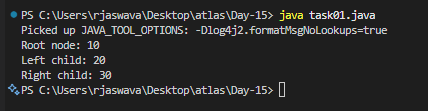 PS C:\Users\rjaswava\Desktop\atlas\Day-15> java task01.java
Picked up JAVA_TOOL_OPTIONS: -Dlog4j2.formatMsgNoLookups=true
Root node: 10
Left child: 20
Right child: 30
PS C:\Users\rjaswava\Desktop\atlas\Day-15>